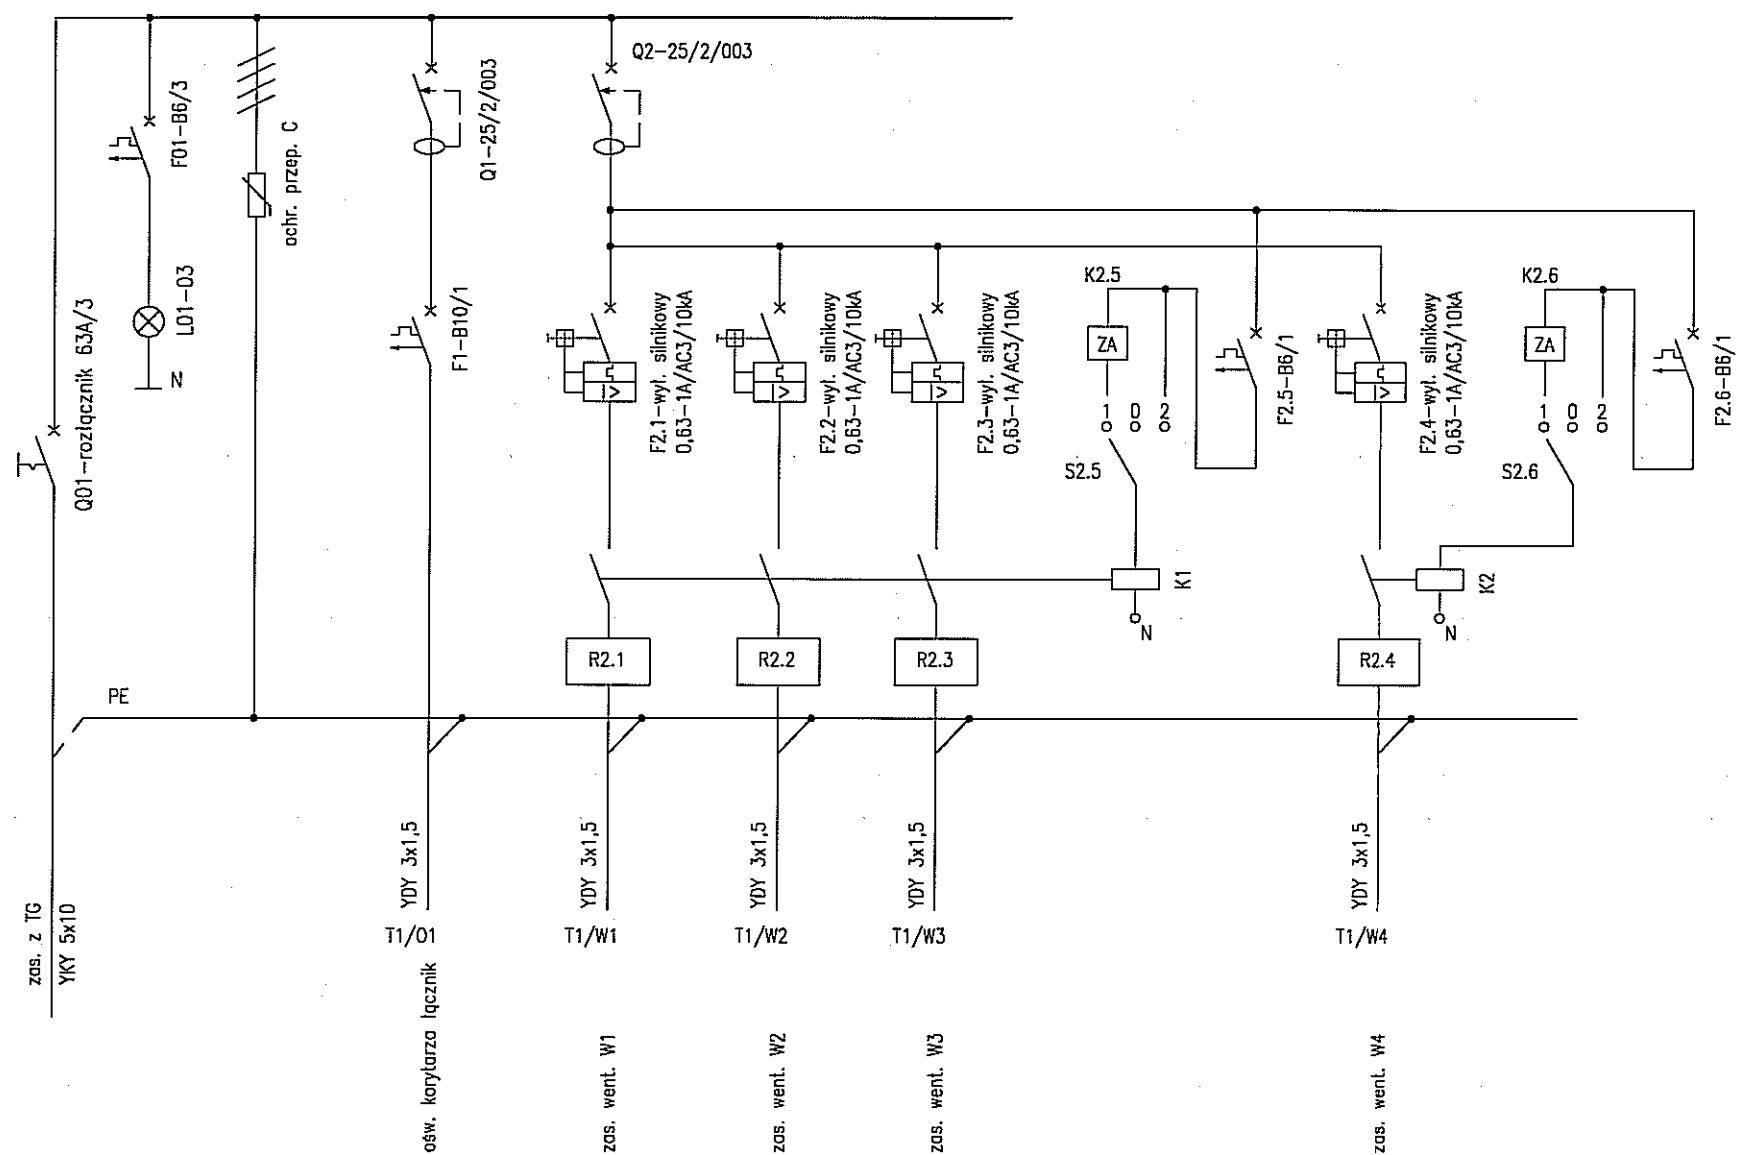 Q01-rozłącznik 63A/3
zas. z TG
YKY 5x10
F01-B6/3
L01-03
N
ochr. przep. C
Q1-25/2/003
F1-B10/1
Q2-25/2/003
F2.1-wył. silnikowy
0,63-1A/AC3/10kA
F2.2-wył. silnikowy
0,63-1A/AC3/10kA
F2.3-wył. silnikowy
0,63-1A/AC3/10kA
K2.5
ZA
1 0 2
S2.5
F2.5-B6/1
K1
N
F2.4-wył. silnikowy
0,63-1A/AC3/10kA
K2.6
ZA
1 0 2
S2.6
F2.6-B6/1
K2
N
R2.1
R2.2
R2.3
R2.4
PE
YDY 3x1,5
YDY 3x1,5
YDY 3x1,5
YDY 3x1,5
YDY 3x1,5
T1/O1
T1/W1
T1/W2
T1/W3
T1/W4
ośw. korytarza łącznik
zas. went. W1
zas. went. W2
zas. went. W3
zas. went. W4